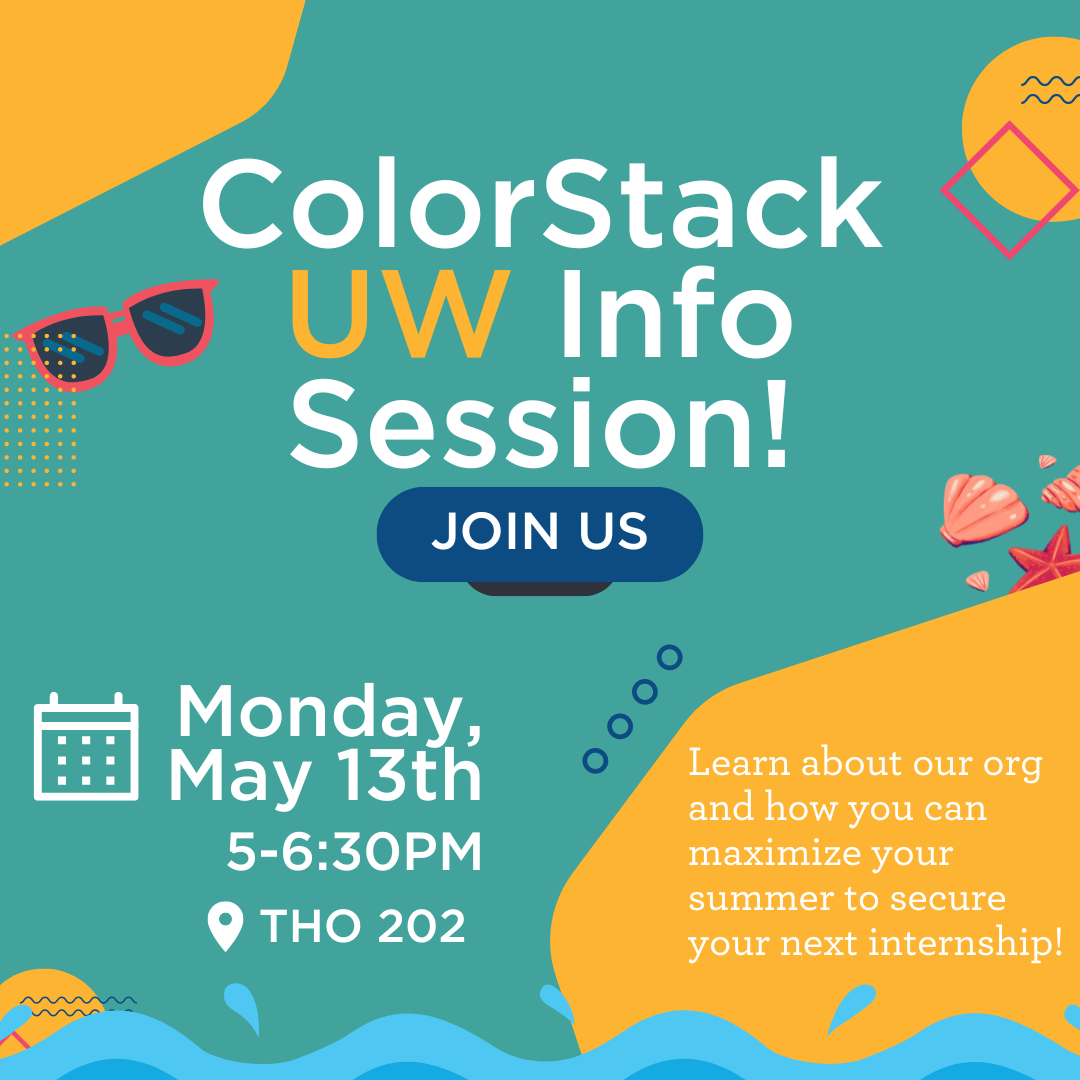 ColorStack
UW Info
Session!
JOIN US
Monday,
May 13th
5-6:30PM
THO 202
Learn about our org
and how you can
maximize your
summer to secure
your next internship!